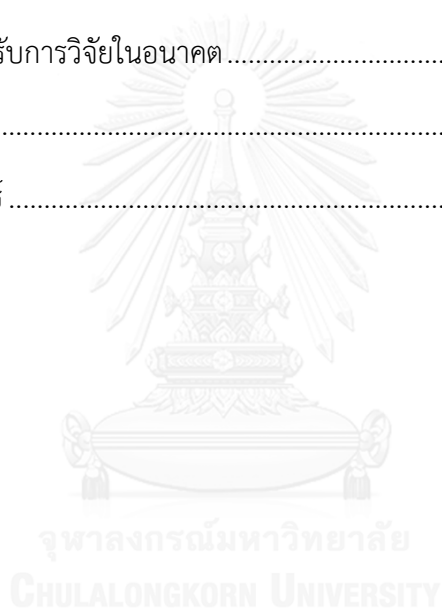 รับการวิจัยในอนาคต ........................................
................................................................
์ ................................................................
จุฬาลงกรณ์มหาวิทยาลัย
CHULALONGKORN UNIVERSITY